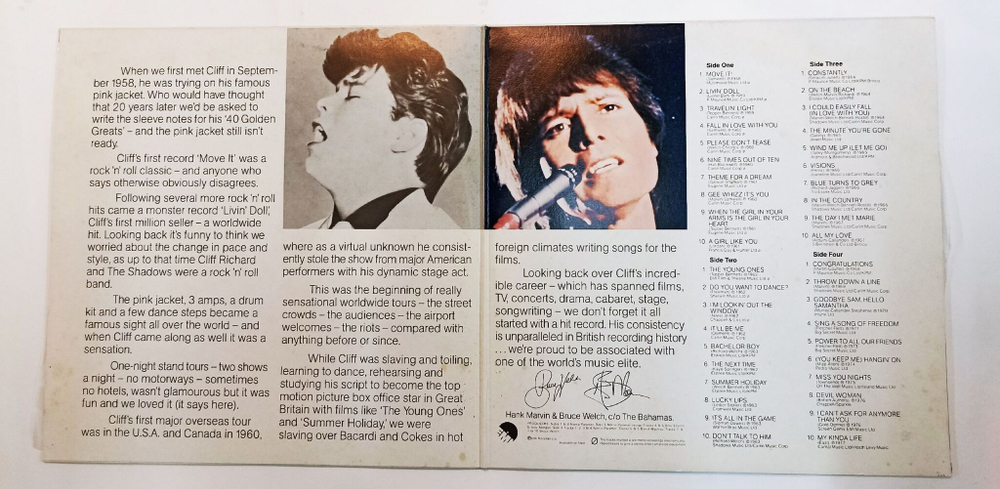 When we first met Cliff in Septem-
ber 1958, he was trying on his famous
pink jacket. Who would have thought
that 20 years later we'd be asked to
write the sleeve notes for his '40 Golden
Greats' – and the pink jacket still isn't
ready.
Cliff's first record 'Move It' was a
rock 'n' roll classic – and anyone who
says otherwise obviously disagrees.
Following several more rock 'n' roll
hits came a monster record 'Livin' Doll',
Cliff's first million seller – a worldwide
hit. Looking back it's funny to think we
worried about the change in pace and
style, as up to that time Cliff Richard
and The Shadows were a rock 'n' roll
band.
The pink jacket, 3 amps, a drum
kit and a few dance steps became a
famous sight all over the world – and
when Cliff came along as well it was a
sensation.
One-night stand tours – two shows
a night – no motorways – sometimes
no hotels, wasn't glamourous but it was
fun and we loved it (it says here).
Cliff's first major overseas tour
was in the U.S.A. and Canada in 1960,
where as a virtual unknown he consist-
ently stole the show from major American
performers with his dynamic stage act.
This was the beginning of really
sensational worldwide tours – the street
crowds – the audiences – the airport
welcomes – the riots – compared with
anything before or since.
While Cliff was slaving and toiling,
learning to dance, rehearsing and
studying his script to become the top
motion picture box office star in Great
Britain with films like 'The Young Ones'
and 'Summer Holiday,' we were
slaving over Bacardi and Cokes in hot
foreign climates writing songs for the
films.
Looking back over Cliff's incred-
ible career – which has spanned films,
TV, concerts, drama, cabaret, stage,
songwriting – we don't forget it all
started with a hit record. His consistency
is unparalleled in British recording history
... we're proud to be associated with
one of the world's music elite.
Hank Marvin & Bruce Welch, c/o The Bahamas.
EMI
Side One
1. MOVE IT!
2. LIVIN' DOLL
3. TRAVELIN' LIGHT
4. FALL IN LOVE WITH YOU
5. PLEASE DON'T TEASE
6. NINE TIMES OUT OF TEN
7. THEME FOR A DREAM
8. GEE WHIZZ IT'S YOU
9. WHEN THE GIRL IN YOUR
ARMS IS THE GIRL IN YOUR
HEART
10. A GIRL LIKE YOU
Side Two
1. THE YOUNG ONES
2. DO YOU WANT TO DANCE?
3. I'M LOOKIN' OUT THE
WINDOW
4. IT'LL BE ME
5. BACHELOR BOY
6. THE NEXT TIME
7. SUMMER HOLIDAY
8. LUCKY LIPS
9. IT'S ALL IN THE GAME
10. DON'T TALK TO HIM
Side Three
1. CONSTANTLY
2. ON THE BEACH
3. I COULD EASILY FALL
(IN LOVE WITH YOU)
4. THE MINUTE YOU'RE GONE
5. WIND ME UP (LET ME GO)
6. VISIONS
7. BLUE TURNS TO GREY
8. IN THE COUNTRY
9. THE DAY I MET MARIE
10. ALL MY LOVE
Side Four
1. CONGRATULATIONS
2. THROW DOWN A LINE
3. GOODBYE SAM, HELLO
SAMANTHA
4. SING A SONG OF FREEDOM
5. POWER TO ALL OUR FRIENDS
6. (YOU KEEP ME) HANGIN' ON
7. MISS YOU NIGHTS
8. DEVIL WOMAN
9. I CAN'T ASK FOR ANYMORE
THAN YOU
10. MY KINDA LIFE